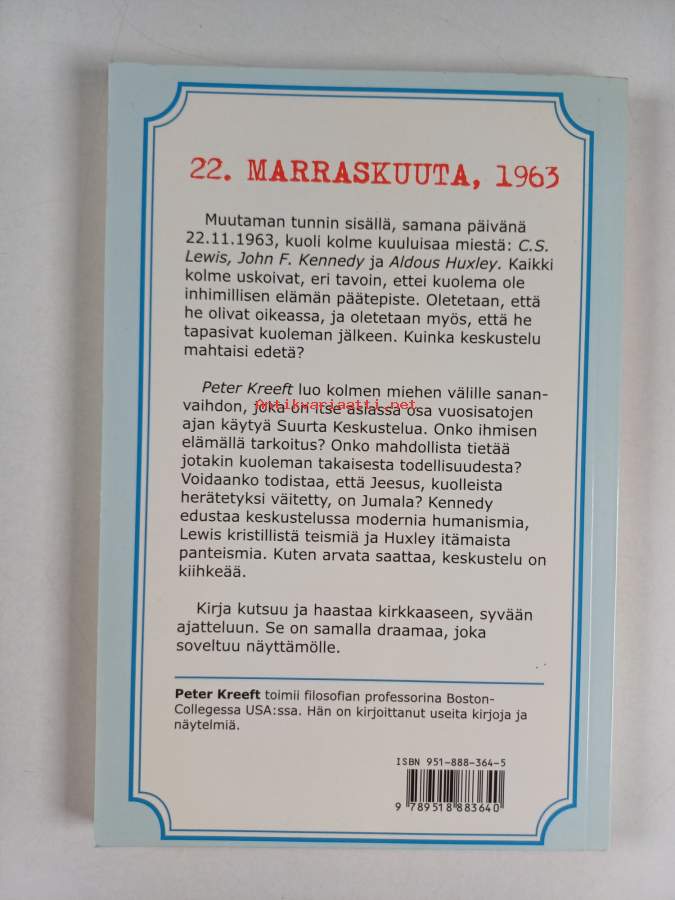 22. MARRASKUUTA, 1963
Muutaman tunnin sisällä, samana päivänä
22.11.1963, kuoli kolme kuuluisaa miestä: C.S.
Lewis, John F. Kennedy ja Aldous Huxley. Kaikki
kolme uskoivat, eri tavoin, ettei kuolema ole
inhimillisen elämän päätepiste. Oletetaan, että
he olivat oikeassa, ja oletetaan myös, että he
tapasivat kuoleman jälkeen. Kuinka keskustelu
mahtaisi edetä?
Peter Kreeft luo kolmen miehen välille sanan-
vaihdon, joka on itse asiassa osa vuosisatojen
Antikvariaatti.net
ajan käytyä Suurta Keskustelua. Onko ihmisen
elämällä tarkoitus? Onko mahdollista tietää
jotakin kuoleman takaisesta todellisuudesta?
Voidaanko todistaa, että Jeesus, kuolleista
herätetyksi väitetty, on Jumala? Kennedy
edustaa keskustelussa modernia humanismia,
Lewis kristillistä teismiä ja Huxley itämaista
panteismia. Kuten arvata saattaa, keskustelu on
kiihkeää.
Kirja kutsuu ja haastaa kirkkaaseen, syvään
ajatteluun. Se on samalla draamaa, joka
soveltuu näyttämölle.
Peter Kreeft toimii filosofian professorina Boston-
Collegessa USA:ssa. Hän on kirjoittanut useita kirjoja ja
näytelmiä.
ISBN 951-888-364-5
9 789518 883640